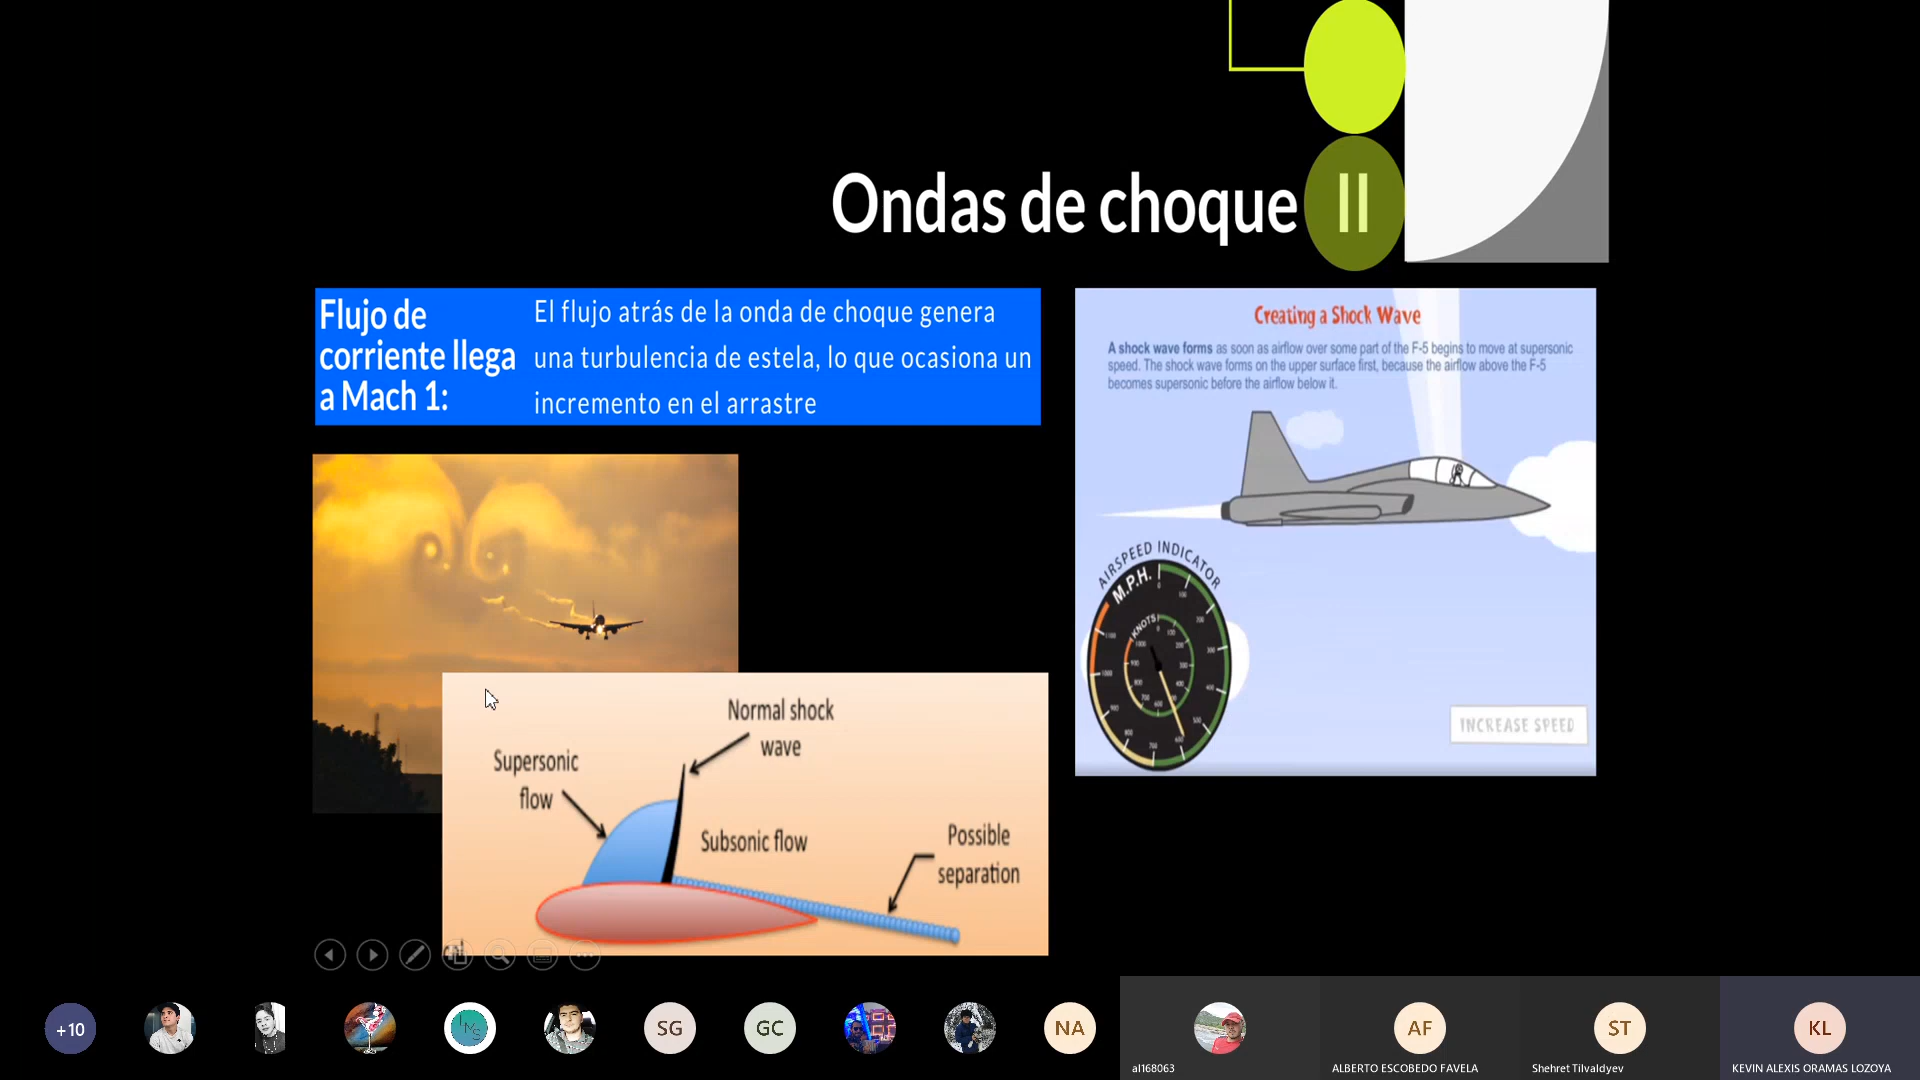 Ondas de choque II
Flujo de
corriente llega
a Mach 1:
El flujo atrás de la onda de choque genera
una turbulencia de estela, lo que ocasiona un
incremento en el arrastre
Creating a Shock Wave
A shock wave forms as soon as airflow over some part of the F-5 begins to move at supersonic
speed. The shock wave forms on the upper surface first, because the airflow above the F-5
becomes supersonic before the airflow below it.
AIRSPEED INDICATOR
M.P.H.
KNOTS
INCREASE SPEED
Normal shock
wave
Supersonic
flow
Subsonic flow
Possible
separation
+10
SG
GC
NA
AF
ST
KL
al168063
ALBERTO ESCOBEDO FAVELA
Shehret Tilvaldyev
KEVIN ALEXIS ORAMAS LOZOYA